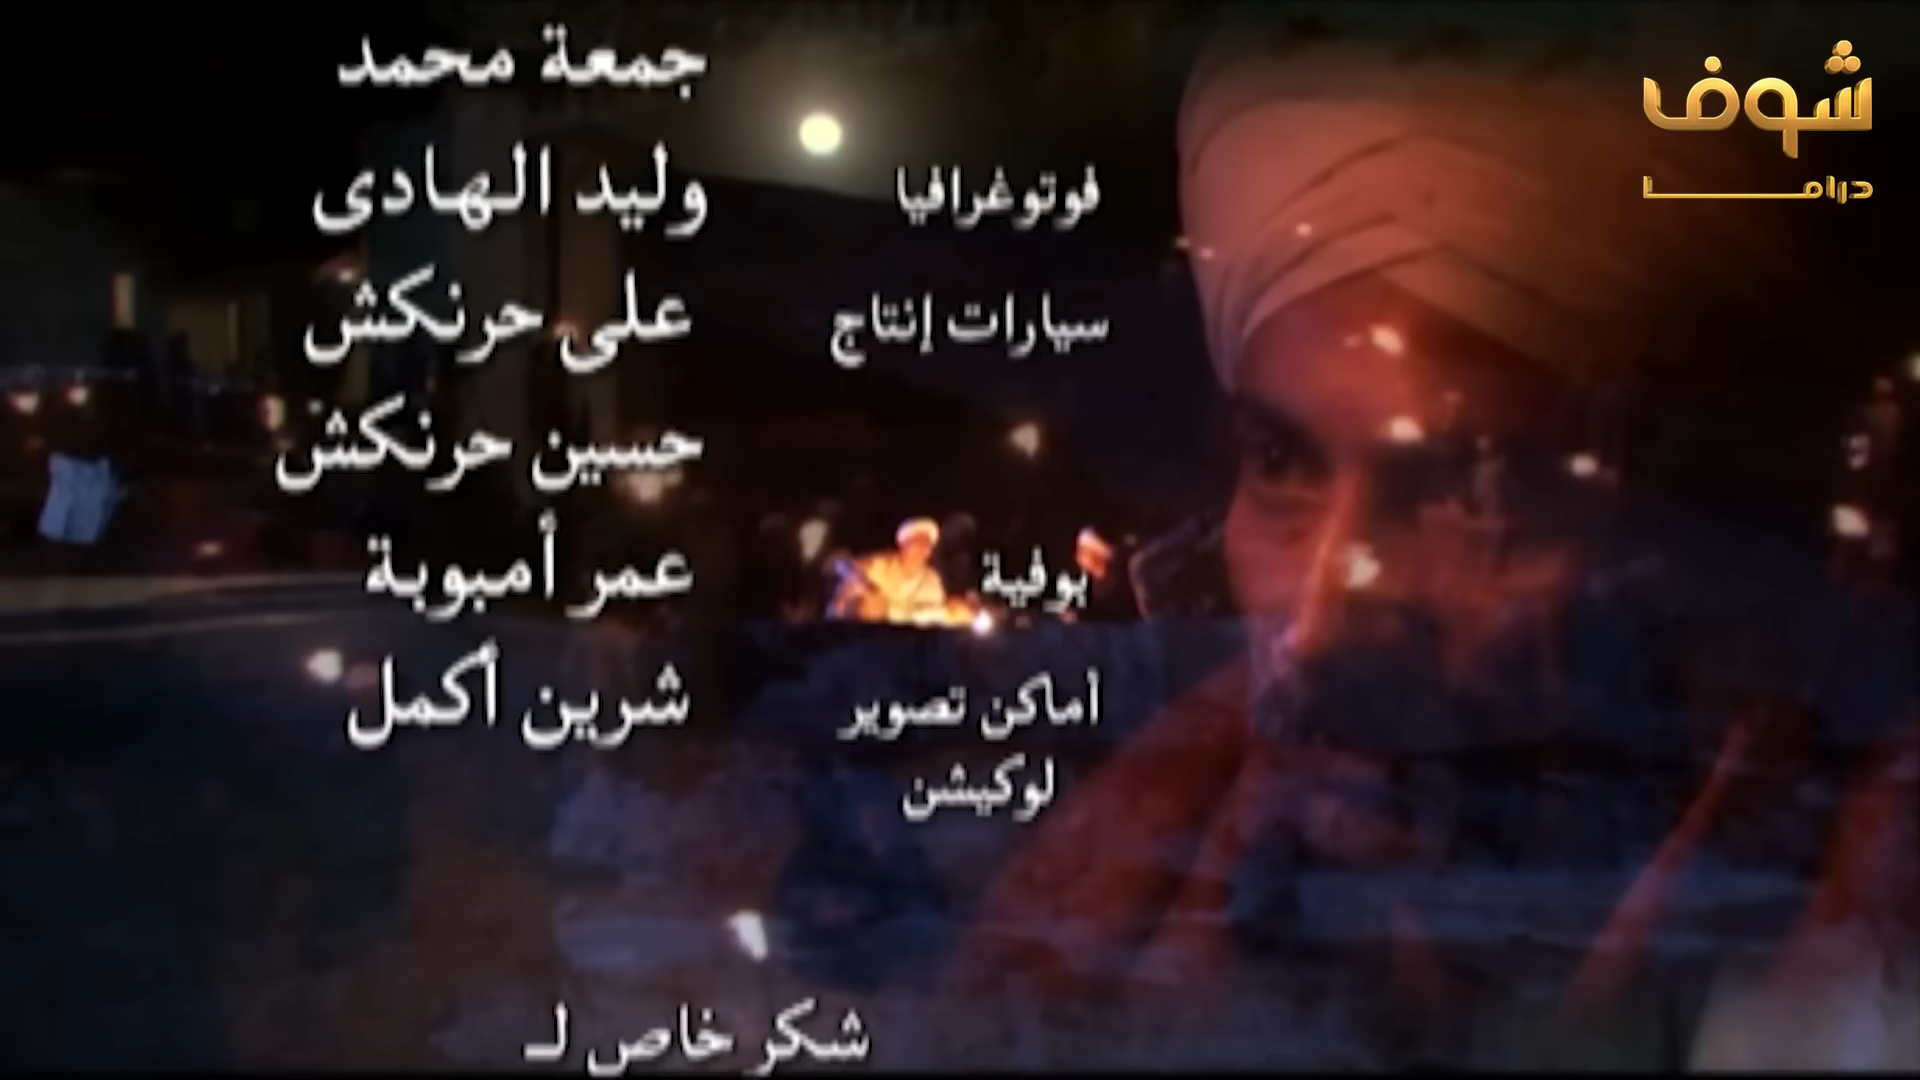 شوف
دراما
جمعة محمد
فوتوغرافيا وليد الهادى
سيارات إنتاج على حرنكش
حسين حرنكش
بوفية عمر أمبوبة
أماكن تصوير شرين أكمل
لوكيشن
شكر خاص لـ